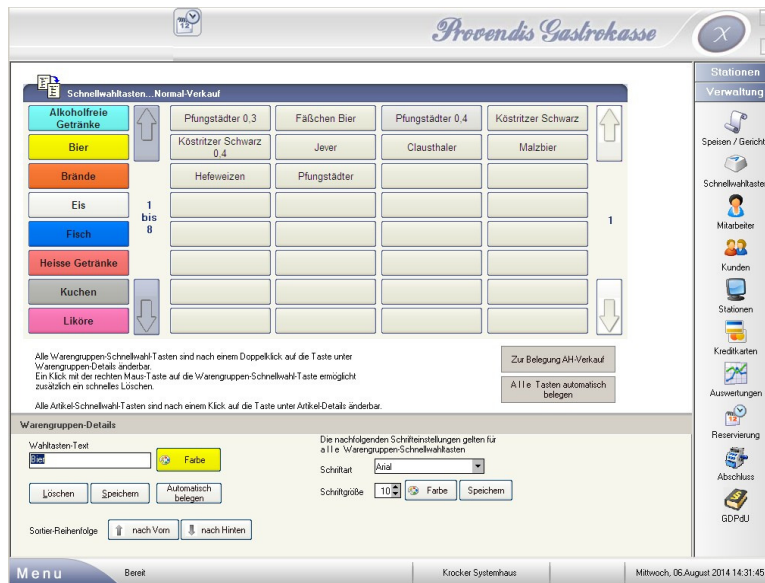 12
Provendis Gastrokasse
X
Stationen
Verwaltung
Schnellwahltasten...Normal-Verkauf
Alkoholfreie
Getränke
Pfungstädter 0,3
Fäßchen Bier
Pfungstädter 0,4
Köstritzer Schwarz
Bier
Köstritzer Schwarz
0,4
Jever
Clausthaler
Malzbier
Brände
Hefeweizen
Pfungstädter
Eis
Fisch
Heisse Getränke
Kuchen
Liköre
1
bis
8
1
Speisen / Gericht
Schnellwahltaste
Mitarbeiter
Kunden
Stationen
Kreditkarten
Auswertungen
12
Reservierung
Abschluss
GDPdU
Alle Warengruppen-Schnellwahl-Tasten sind nach einem Doppelklick auf die Taste unter
Warengruppen-Details änderbar.
Ein Klick mit der rechten Maus-Taste auf die Warengruppen-Schnellwahl-Taste ermöglicht
zusätzlich ein schnelles Löschen.
Alle Artikel-Schnellwahl-Tasten sind nach einem Klick auf die Taste unter Artikel-Details änderbar.
Zur Belegung AH-Verkauf
A l l e Tasten automatisch
belegen
Warengruppen-Details
Wahltasten-Text
Bier
Farbe
Löschen
Speichern
Automatisch
belegen
Sortier-Reihenfolge
nach Vorn
nach Hinten
Die nachfolgenden Schrifteinstellungen gelten für
a l l e Warengruppen-Schnellwahltasten
Schriftart
Arial
Schriftgröße
10
Farbe
Speichern
Menu
Bereit
Krocker Systemhaus
Mittwoch, 06.August 2014 14:31:45